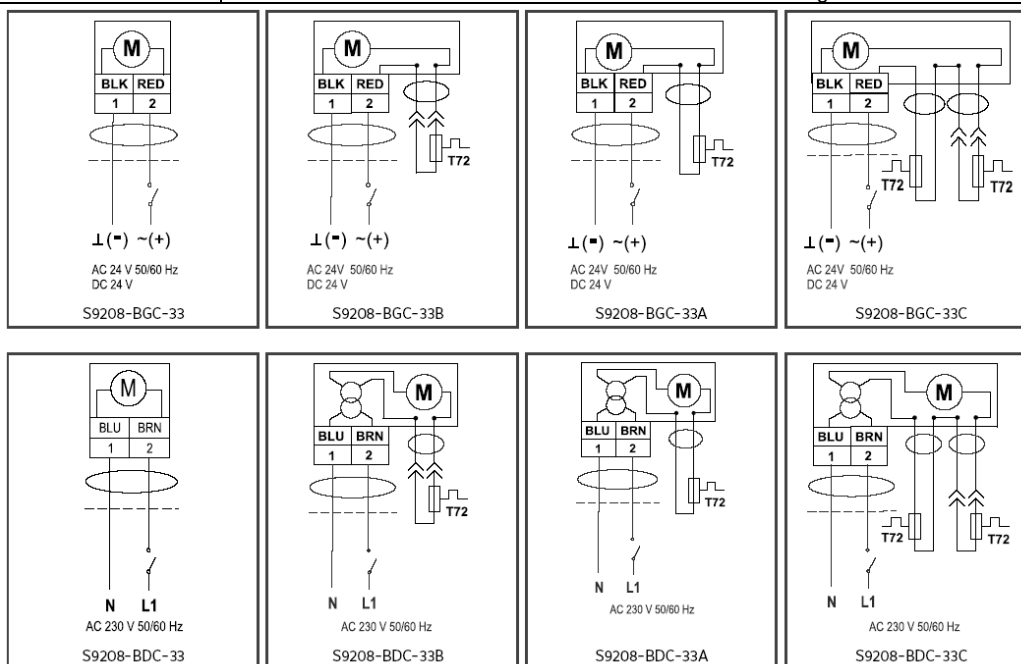 M
BLK RED
1 2
⊥(-) ~(+)
AC 24 V 50/60 Hz
DC 24 V
S9208-BGC-33
M
BLK RED
1 2
T72
⊥(-) ~(+)
AC 24V 50/60 Hz
DC 24 V
S9208-BGC-33B
M
BLK RED
1 2
T72
⊥(-) ~(+)
AC 24V 50/60 Hz
DC 24 V
S9208-BGC-33A
M
BLK RED
1 2
T72 T72
⊥(-) ~(+)
AC 24V 50/60 Hz
DC 24 V
S9208-BGC-33C
M
BLU BRN
1 2
N L1
AC 230 V 50/60 Hz
S9208-BDC-33
M
BLU BRN
1 2
T72
N L1
AC 230 V 50/60 Hz
S9208-BDC-33B
M
BLU BRN
1 2
T72
N L1
AC 230 V 50/60 Hz
S9208-BDC-33A
M
BLU BRN
1 2
T72 T72
N L1
AC 230 V 50/60 Hz
S9208-BDC-33C